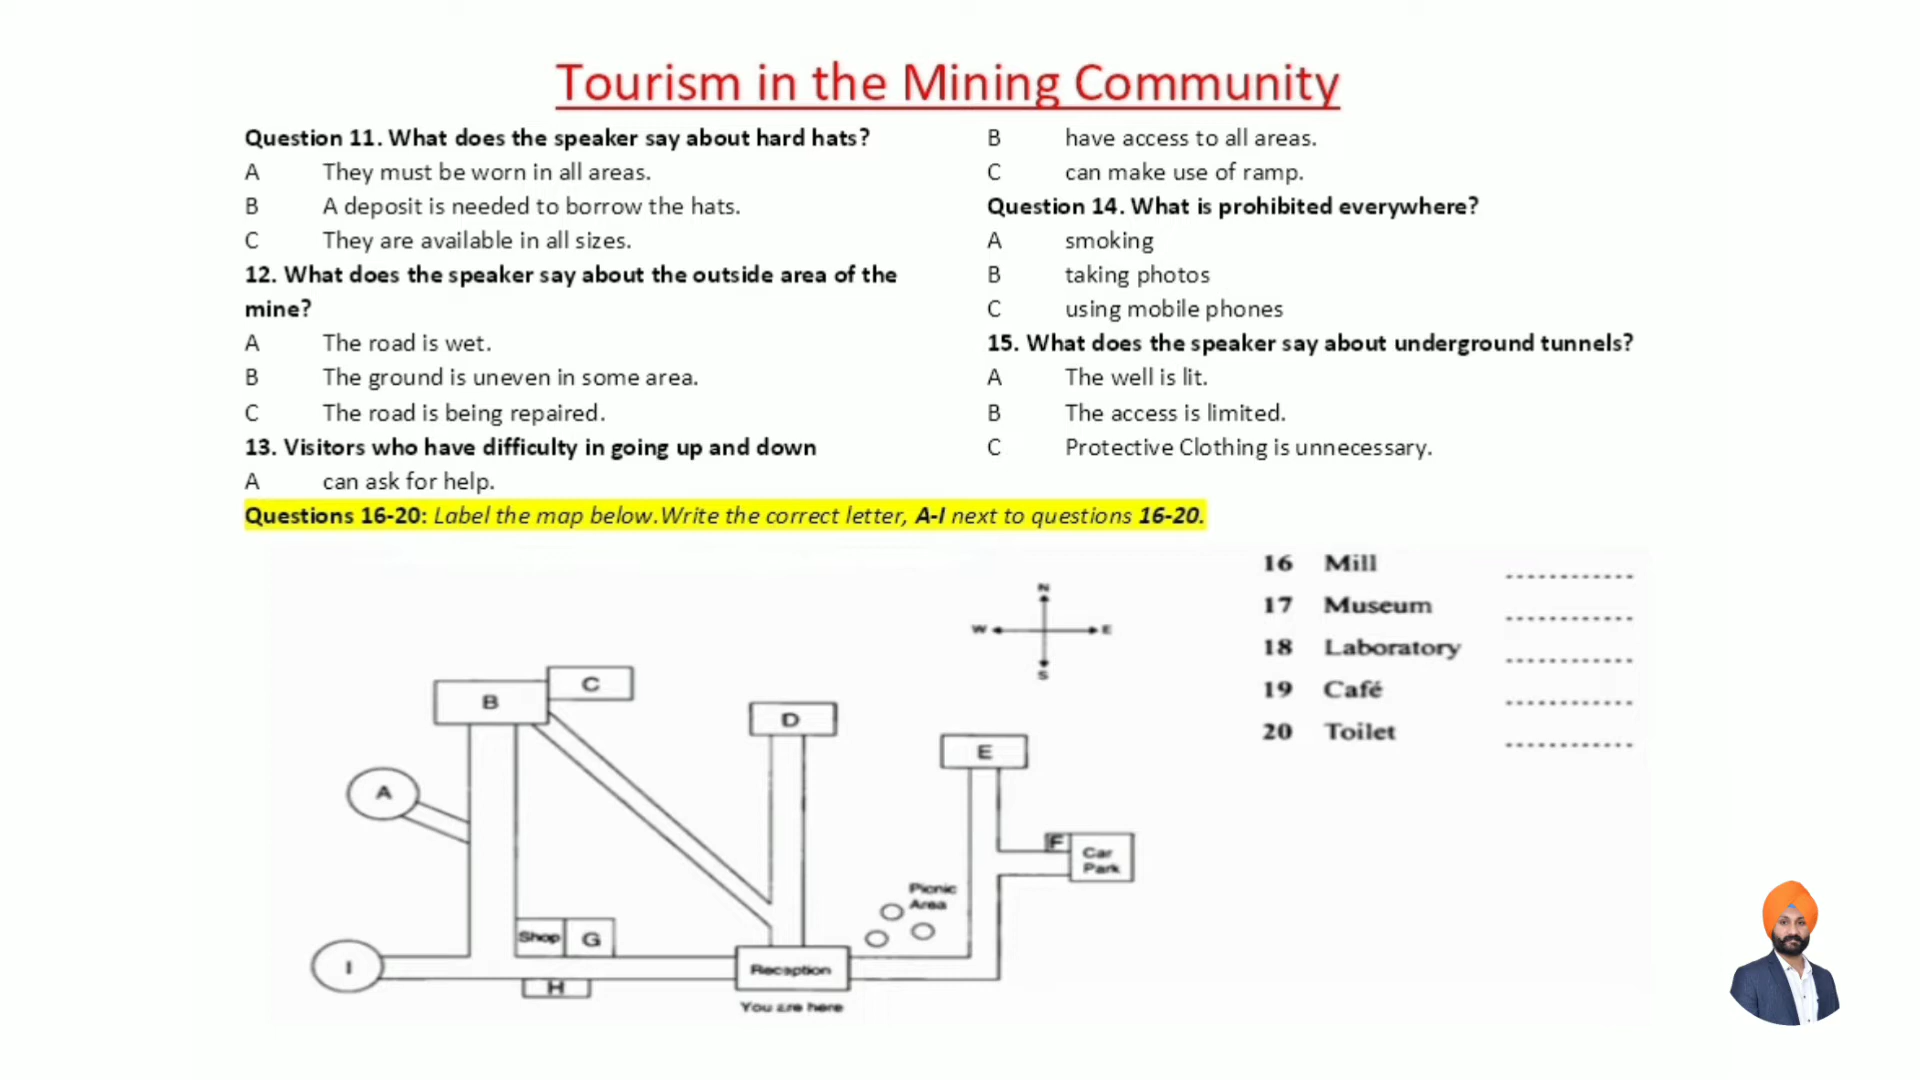 Tourism in the Mining Community
Question 11. What does the speaker say about hard hats?
A They must be worn in all areas.
B A deposit is needed to borrow the hats.
C They are available in all sizes.
12. What does the speaker say about the outside area of the
mine?
A The road is wet.
B The ground is uneven in some area.
C The road is being repaired.
13. Visitors who have difficulty in going up and down
A can ask for help.
B have access to all areas.
C can make use of ramp.
Question 14. What is prohibited everywhere?
A smoking
B taking photos
C using mobile phones
15. What does the speaker say about underground tunnels?
A The well is lit.
B The access is limited.
C Protective Clothing is unnecessary.
Questions 16-20: Label the map below.Write the correct letter, A-I next to questions 16-20.
N
W E
S
C
B
D
E
A
F
Car
Park
Picnic
Area
Shop G
I
H
Reception
You are here
16 Mill ............
17 Museum ............
18 Laboratory ............
19 Café ............
20 Toilet ............